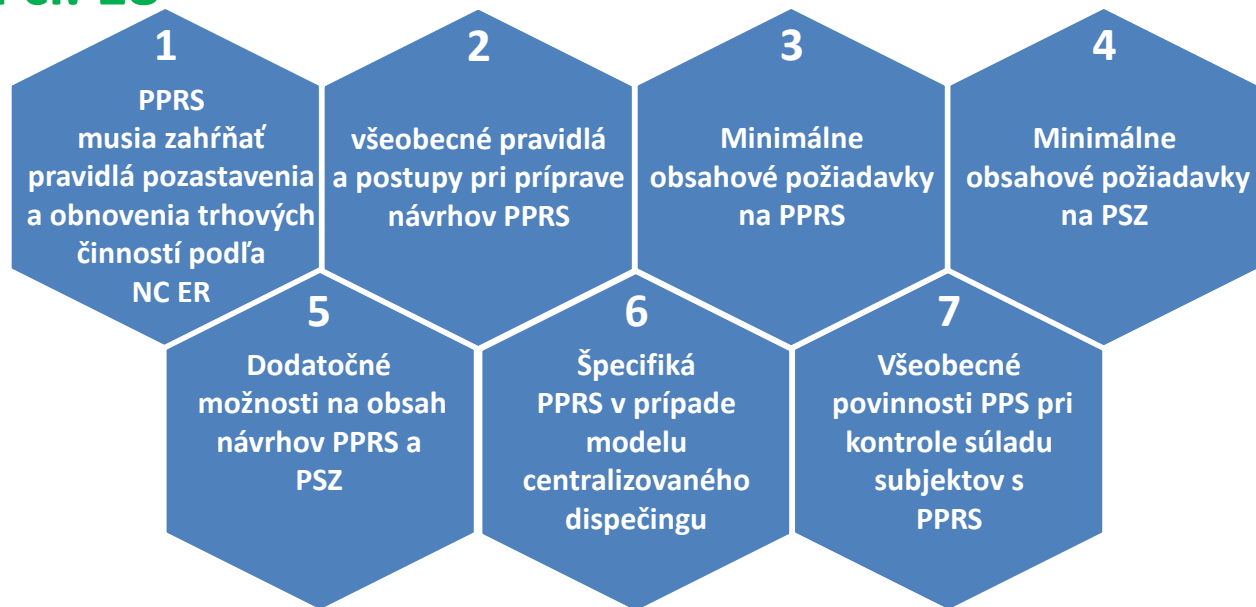 1
PPRS
musia zahŕňať
pravidlá pozastavenia
a obnovenia trhových
činností podľa
NC ER
2
všeobecné pravidlá
a postupy pri príprave
návrhov PPRS
3
Minimálne
obsahové požiadavky
na PPRS
4
Minimálne
obsahové požiadavky
na PSZ
5
Dodatočné
možnosti na obsah
návrhov PPRS a
PSZ
6
Špecifiká
PPRS v prípade
modelu
centralizovaného
dispečingu
7
Všeobecné
povinnosti PPS pri
kontrole súladu
subjektov s
PPRS